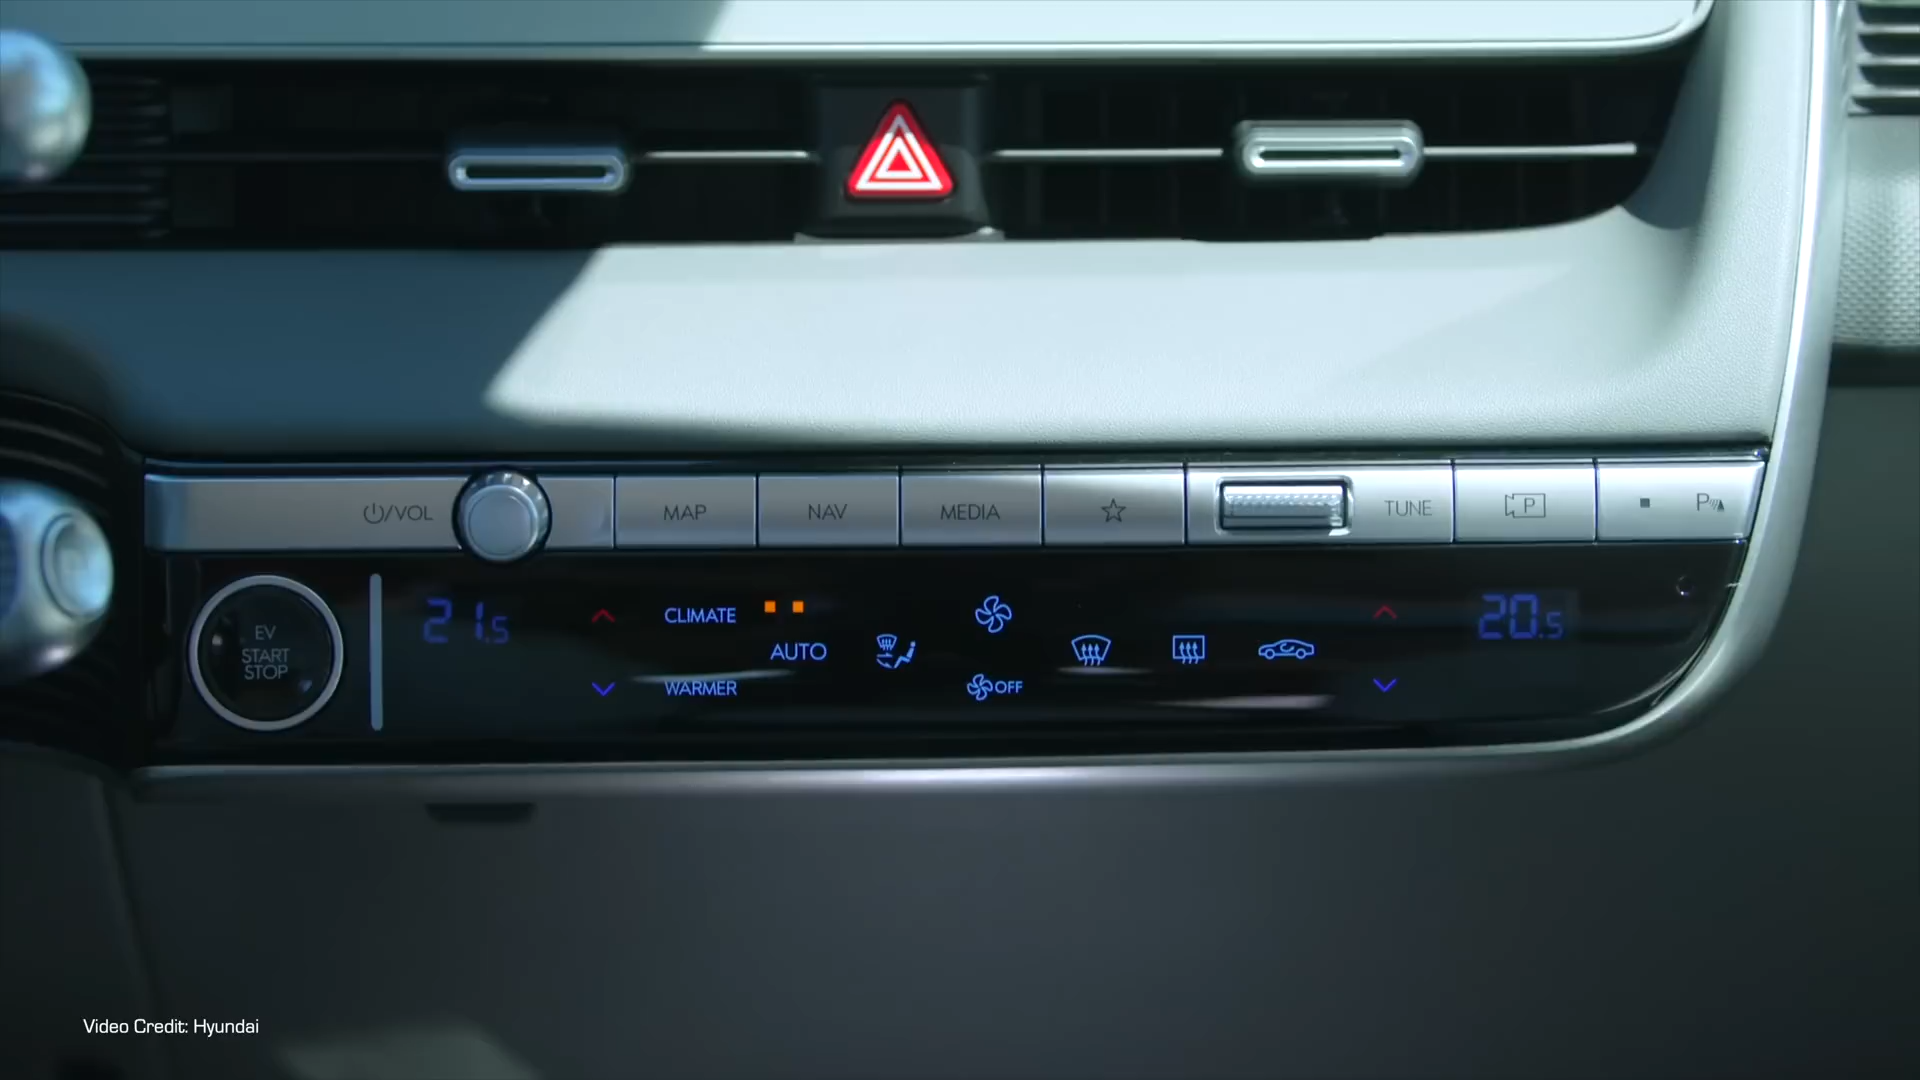 ⏻/VOL
MAP
NAV
MEDIA
TUNE
P
P
EV
START
STOP
21.5
CLIMATE
AUTO
WARMER
OFF
20.5
Video Credit: Hyundai